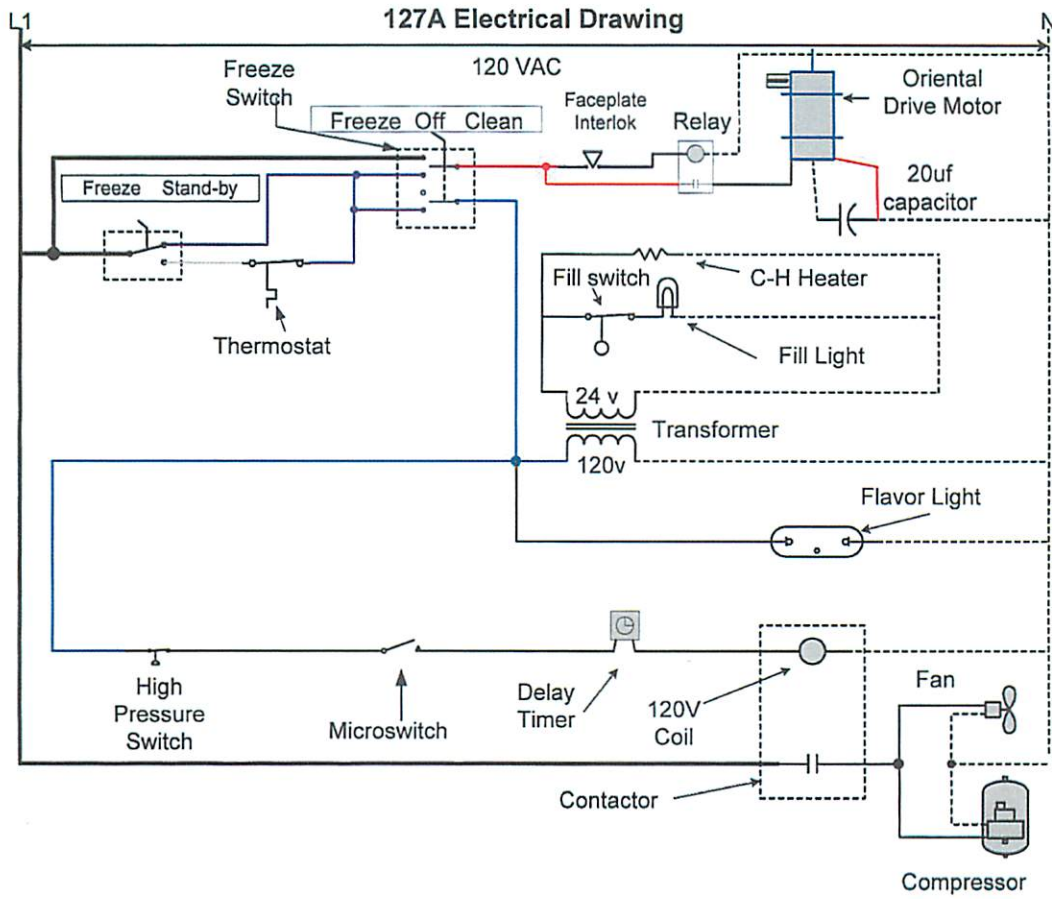 127A Electrical Drawing
L1
N
120 VAC
Freeze
Switch
Freeze Off Clean
Faceplate
Interlok
Relay
Oriental
Drive Motor
20uf
capacitor
Freeze Stand-by
Thermostat
Fill switch
C-H Heater
Fill Light
24 v
Transformer
120v
Flavor Light
High
Pressure
Switch
Microswitch
Delay
Timer
120V
Coil
Fan
Contactor
Compressor